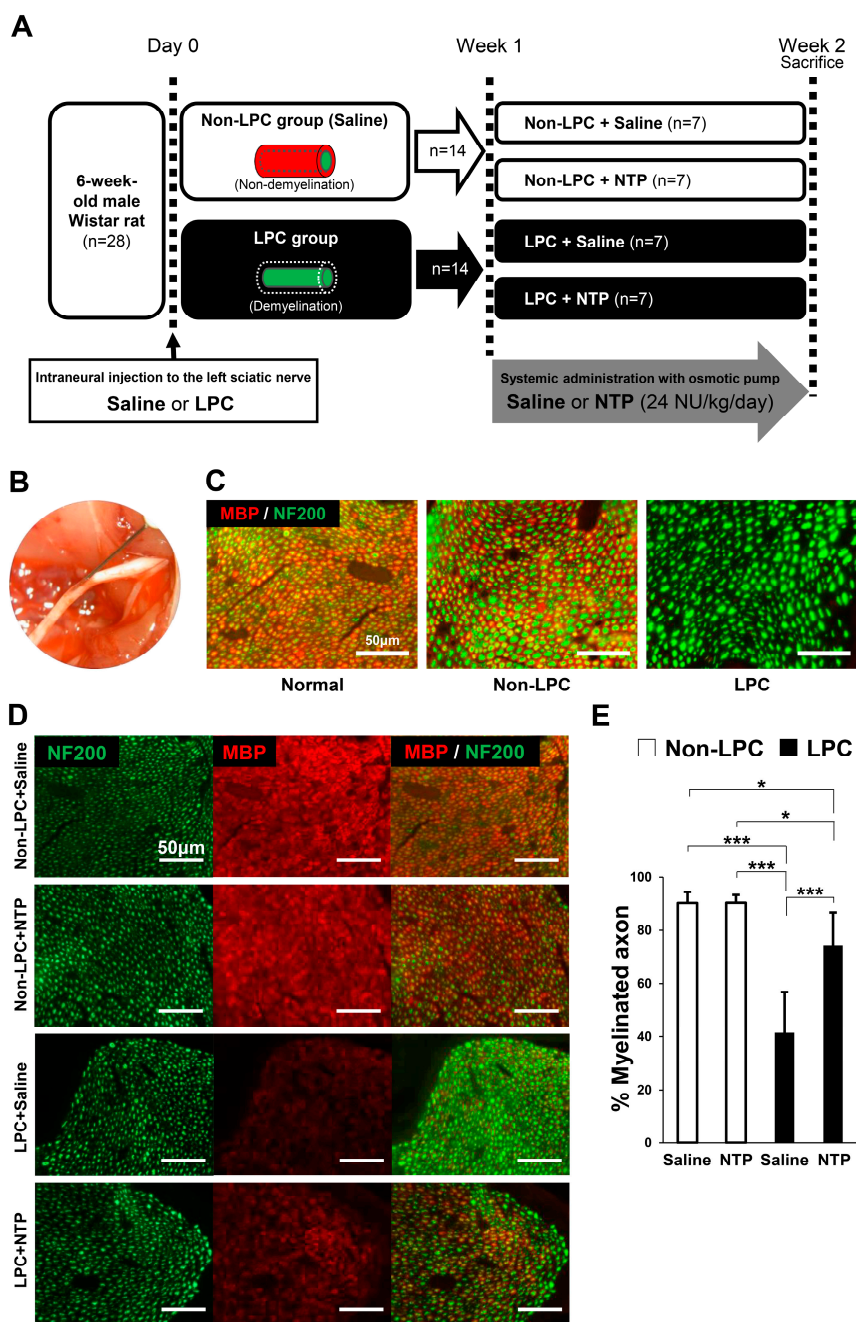 A
Day 0
Week 1
Week 2
Sacrifice
6-week-
old male
Wistar rat
(n=28)
Non-LPC group (Saline)
(Non-demyelination)
n=14
Non-LPC + Saline (n=7)
Non-LPC + NTP (n=7)
LPC group
(Demyelination)
n=14
LPC + Saline (n=7)
LPC + NTP (n=7)
Intraneural injection to the left sciatic nerve
Saline or LPC
Systemic administration with osmotic pump
Saline or NTP (24 NU/kg/day)
B
C
MBP / NF200
50μm
Normal
Non-LPC
LPC
D
NF200
MBP
MBP / NF200
50μm
Non-LPC+Saline
Non-LPC+NTP
LPC+Saline
LPC+NTP
E
Non-LPC
LPC
*
*
***
***
***
% Myelinated axon
100
80
60
40
20
0
Saline
NTP
Saline
NTP